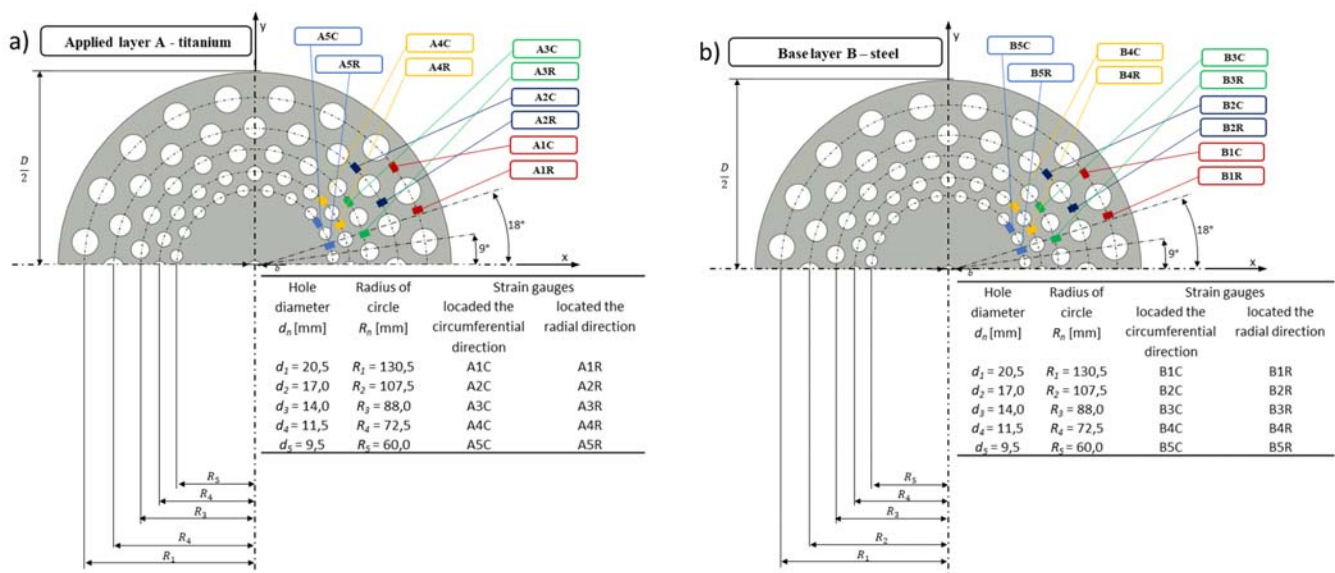 a)
Applied layer A - titanium
y
A5C
A5R
A4C
A4R
A3C
A3R
A2C
A2R
A1C
A1R
D
2
18°
9°
x
Hole diameter dₙ [mm]
Radius of circle Rₙ [mm]
Strain gauges
locaded the circumferential direction
located the radial direction
d₁ = 20,5 R₁ = 130,5 A1C A1R
d₂ = 17,0 R₂ = 107,5 A2C A2R
d₃ = 14,0 R₃ = 88,0 A3C A3R
d₄ = 11,5 R₄ = 72,5 A4C A4R
d₅ = 9,5 R₅ = 60,0 A5C A5R
R₅
R₄
R₃
R₄
R₁
b)
Base layer B – steel
y
B5C
B5R
B4C
B4R
B3C
B3R
B2C
B2R
B1C
B1R
D
2
18°
9°
x
Hole diameter dₙ [mm]
Radius of circle Rₙ [mm]
Strain gauges
locaded the circumferential direction
located the radial direction
d₁ = 20,5 R₁ = 130,5 B1C B1R
d₂ = 17,0 R₂ = 107,5 B2C B2R
d₃ = 14,0 R₃ = 88,0 B3C B3R
d₄ = 11,5 R₄ = 72,5 B4C B4R
d₅ = 9,5 R₅ = 60,0 B5C B5R
R₅
R₄
R₃
R₂
R₁